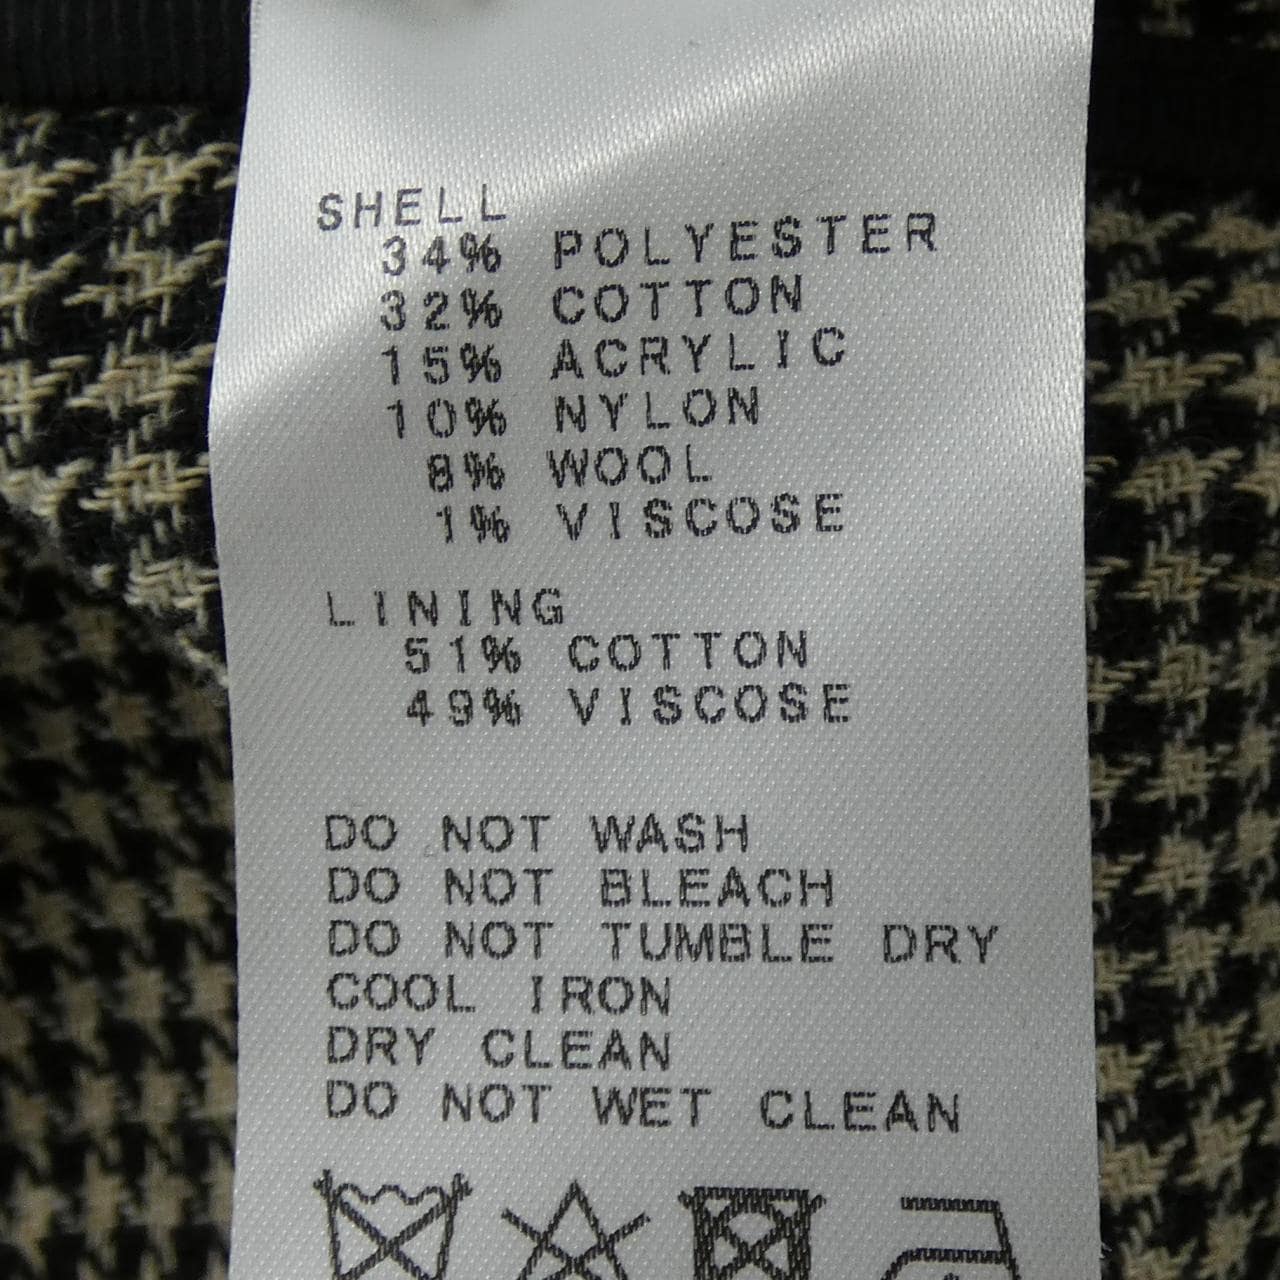 SHELL
34% POLYESTER
32% COTTON
15% ACRYLIC
10% NYLON
8% WOOL
1% VISCOSE
LINING
51% COTTON
49% VISCOSE
DO NOT WASH
DO NOT BLEACH
DO NOT TUMBLE DRY
COOL IRON
DRY CLEAN
DO NOT WET CLEAN